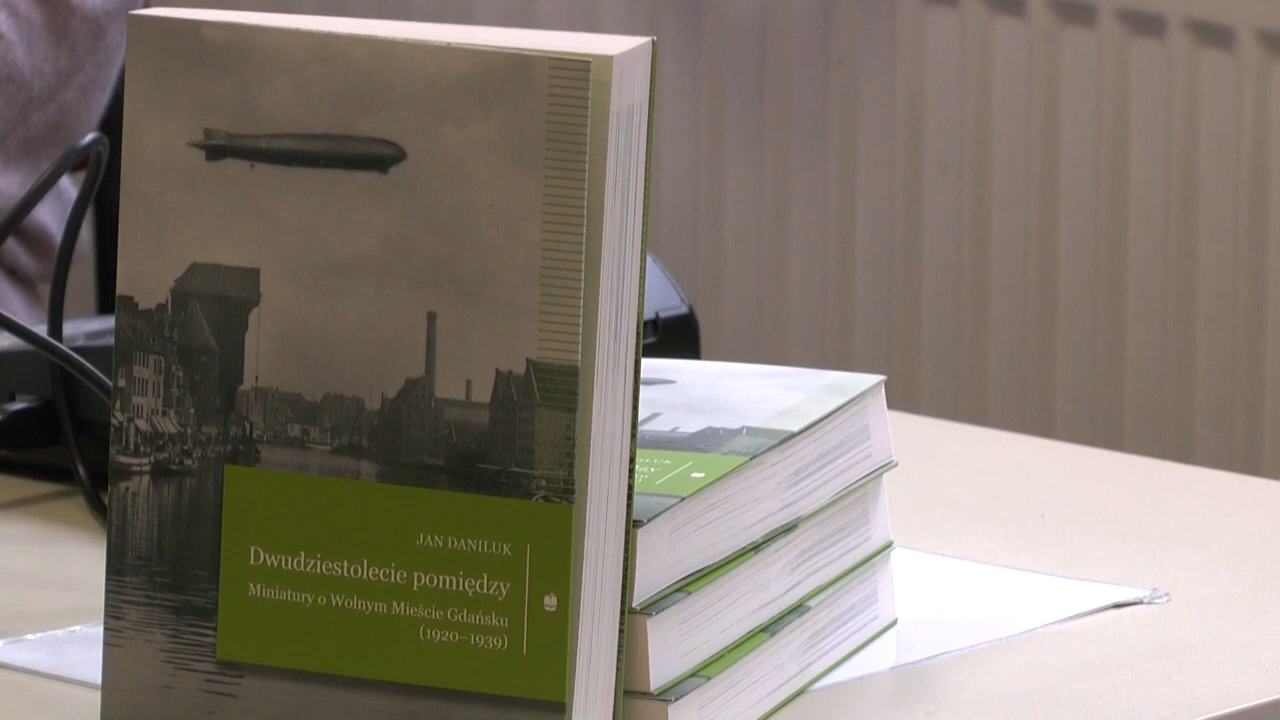 JAN DANILUK
Dwudziestolecie pomiędzy
Miniatury o Wolnym Mieście Gdańsku
(1920–1939)